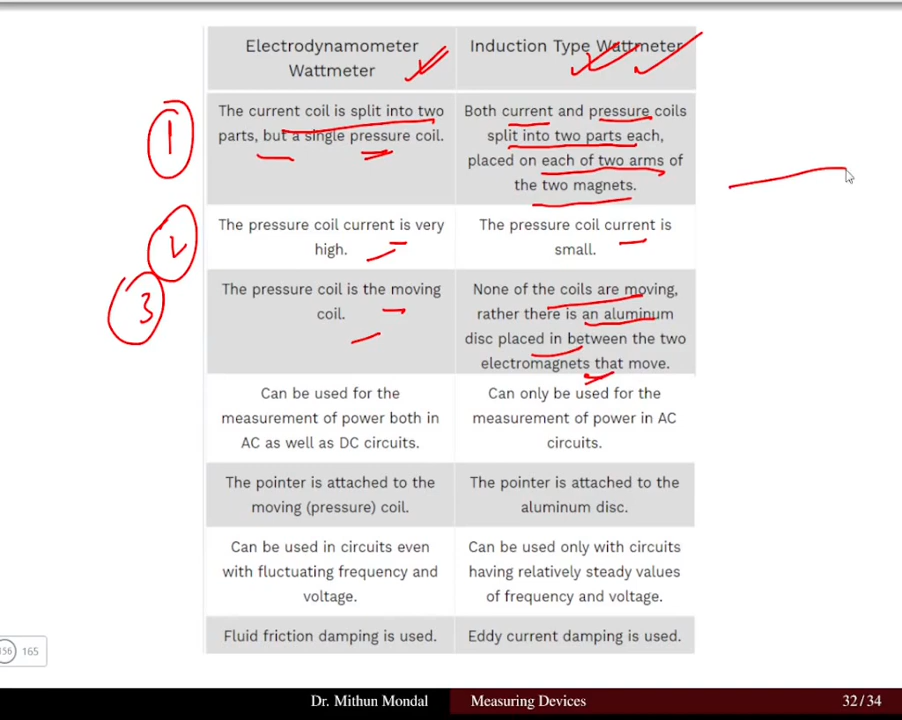 Electrodynamometer
Wattmeter
Induction Type Wattmeter
1
The current coil is split into two
parts, but a single pressure coil.
Both current and pressure coils
split into two parts each,
placed on each of two arms of
the two magnets.
2
The pressure coil current is very
high.
The pressure coil current is
small.
3
The pressure coil is the moving
coil.
None of the coils are moving,
rather there is an aluminum
disc placed in between the two
electromagnets that move.
Can be used for the
measurement of power both in
AC as well as DC circuits.
Can only be used for the
measurement of power in AC
circuits.
The pointer is attached to the
moving (pressure) coil.
The pointer is attached to the
aluminum disc.
Can be used in circuits even
with fluctuating frequency and
voltage.
Can be used only with circuits
having relatively steady values
of frequency and voltage.
Fluid friction damping is used.
Eddy current damping is used.
156 165
Dr. Mithun Mondal
Measuring Devices
32/34